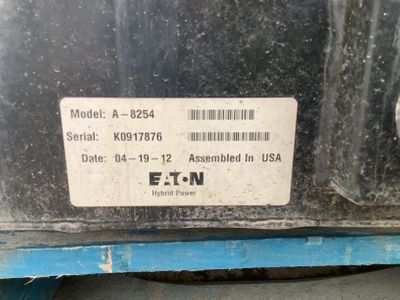 Model: A-8254
Serial: K0917876
Date: 04-19-12 Assembled In USA
EATON
Hybrid Power